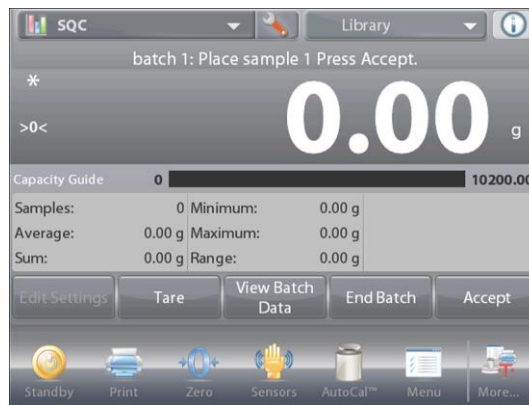 SQC Library
batch 1: Place sample 1 Press Accept.
*
>0< 0.00 g
Capacity Guide 0 10200.00
Samples: 0 Minimum: 0.00 g
Average: 0.00 g Maximum: 0.00 g
Sum: 0.00 g Range: 0.00 g
Edit Settings Tare View Batch Data End Batch Accept
Standby Print Zero Sensors AutoCal™ Menu More...